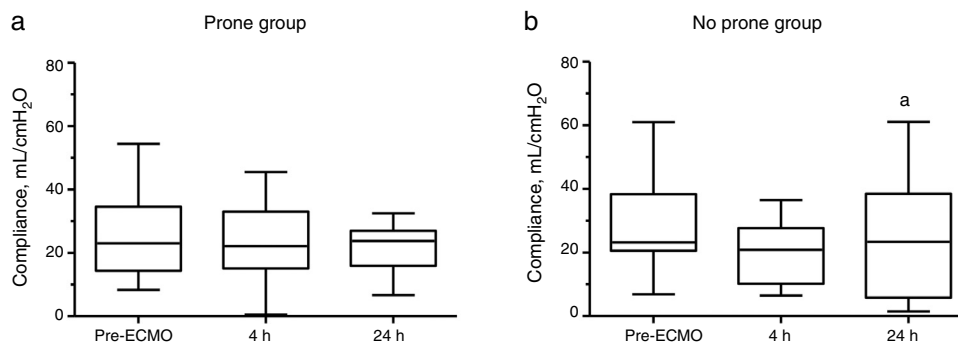 a
Prone group
Compliance, mL/cmH₂O
80
60
40
20
0
Pre-ECMO 4 h 24 h
b
No prone group
Compliance, mL/cmH₂O
80
60
40
20
0
a
Pre-ECMO 4 h 24 h